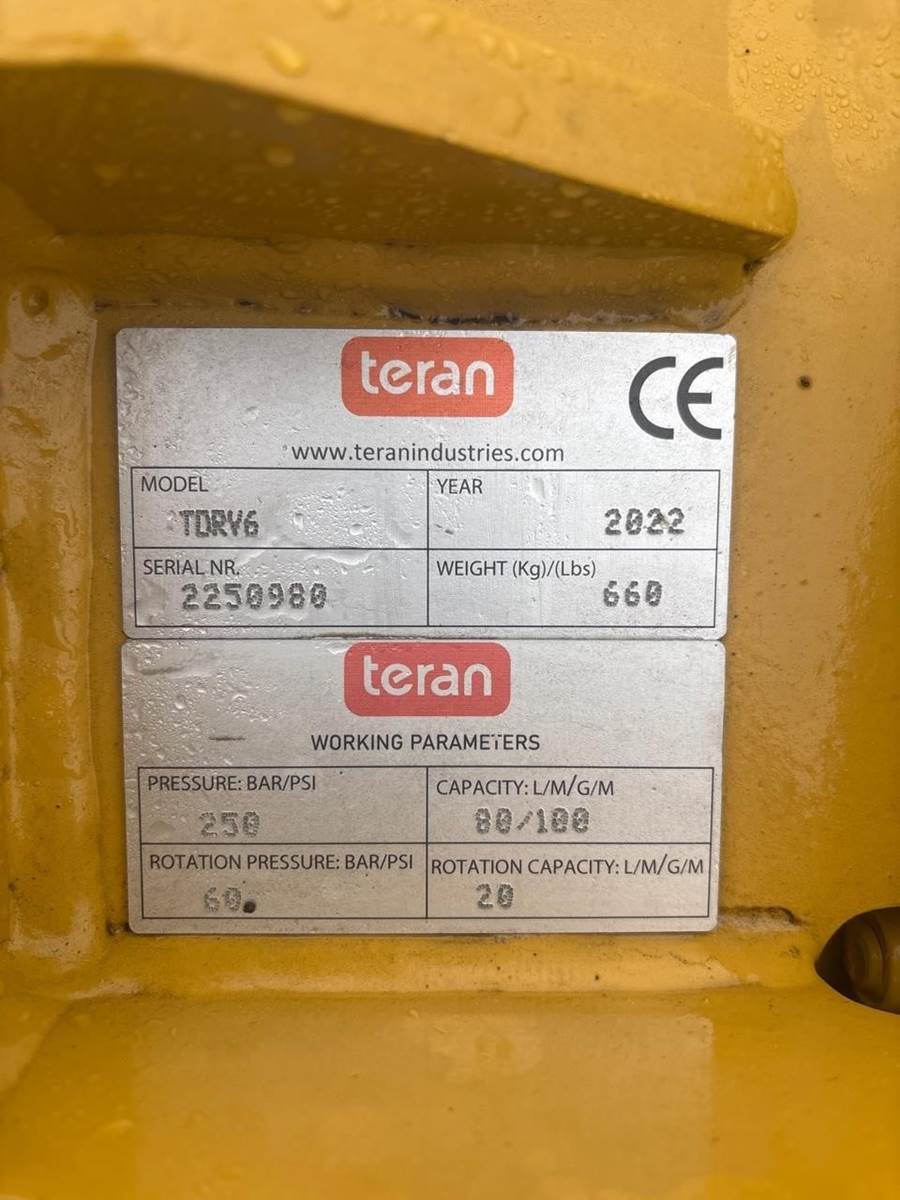 teran
CE
www.teranindustries.com
MODEL
TDRV6
YEAR
2022
SERIAL NR.
2250980
WEIGHT (Kg)/(Lbs)
660
teran
WORKING PARAMETERS
PRESSURE: BAR/PSI
250
CAPACITY: L/M/G/M
80/100
ROTATION PRESSURE: BAR/PSI
60
ROTATION CAPACITY: L/M/G/M
20